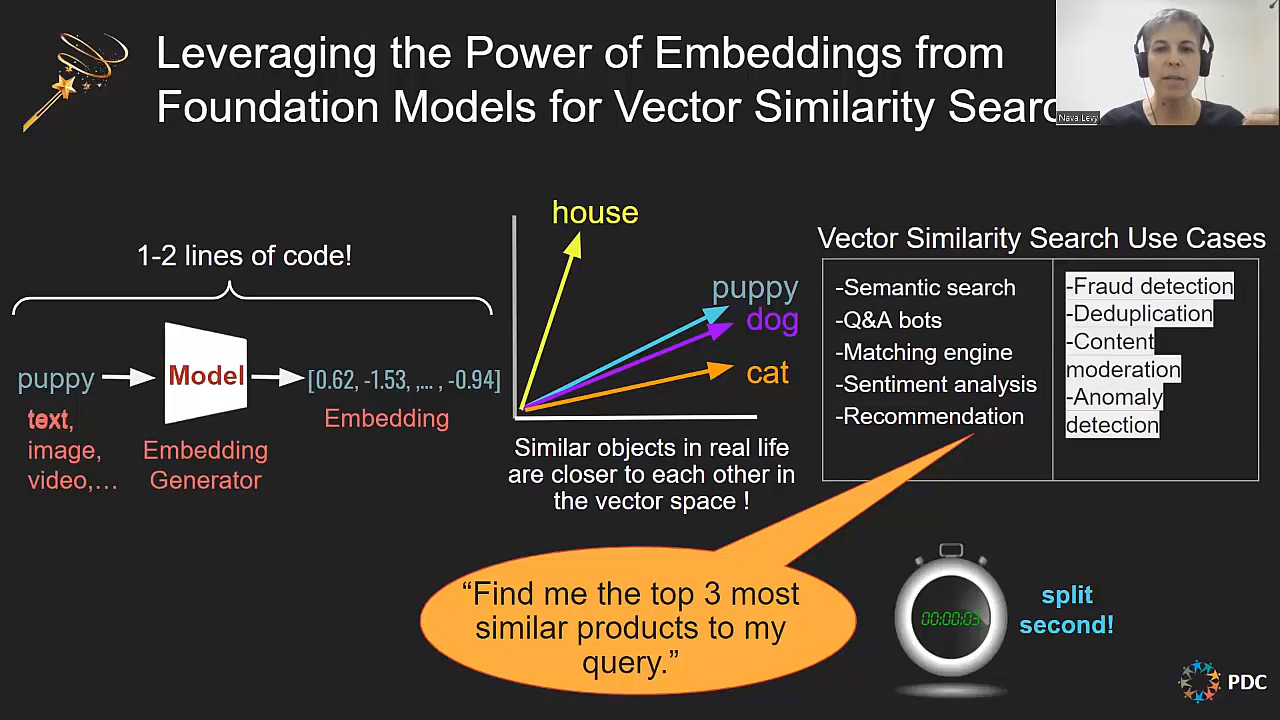 Leveraging the Power of Embeddings from
Foundation Models for Vector Similarity Searc
Nava Levy
1-2 lines of code!
puppy
Model
[0.62, -1.53, ,… , -0.94]
text,
image,
video,…
Embedding
Generator
Embedding
house
puppy
dog
cat
Similar objects in real life
are closer to each other in
the vector space !
Vector Similarity Search Use Cases
-Semantic search
-Q&A bots
-Matching engine
-Sentiment analysis
-Recommendation
-Fraud detection
-Deduplication
-Content
moderation
-Anomaly
detection
“Find me the top 3 most
similar products to my
query.”
split
second!
PDC